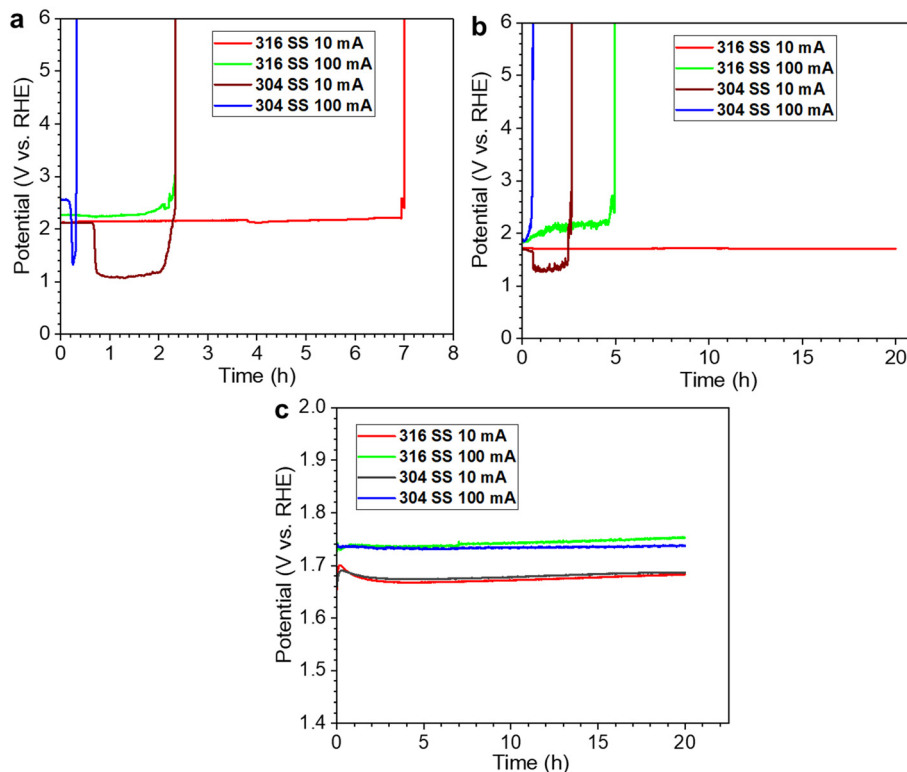 a
6
5
4
3
2
1
0
Potential (V vs. RHE)
316 SS 10 mA
316 SS 100 mA
304 SS 10 mA
304 SS 100 mA
0 1 2 3 4 5 6 7 8
Time (h)
b
6
5
4
3
2
1
0
Potential (V vs. RHE)
316 SS 10 mA
316 SS 100 mA
304 SS 10 mA
304 SS 100 mA
0 5 10 15 20
Time (h)
c
2.0
1.9
1.8
1.7
1.6
1.5
1.4
Potential (V vs. RHE)
316 SS 10 mA
316 SS 100 mA
304 SS 10 mA
304 SS 100 mA
0 5 10 15 20
Time (h)